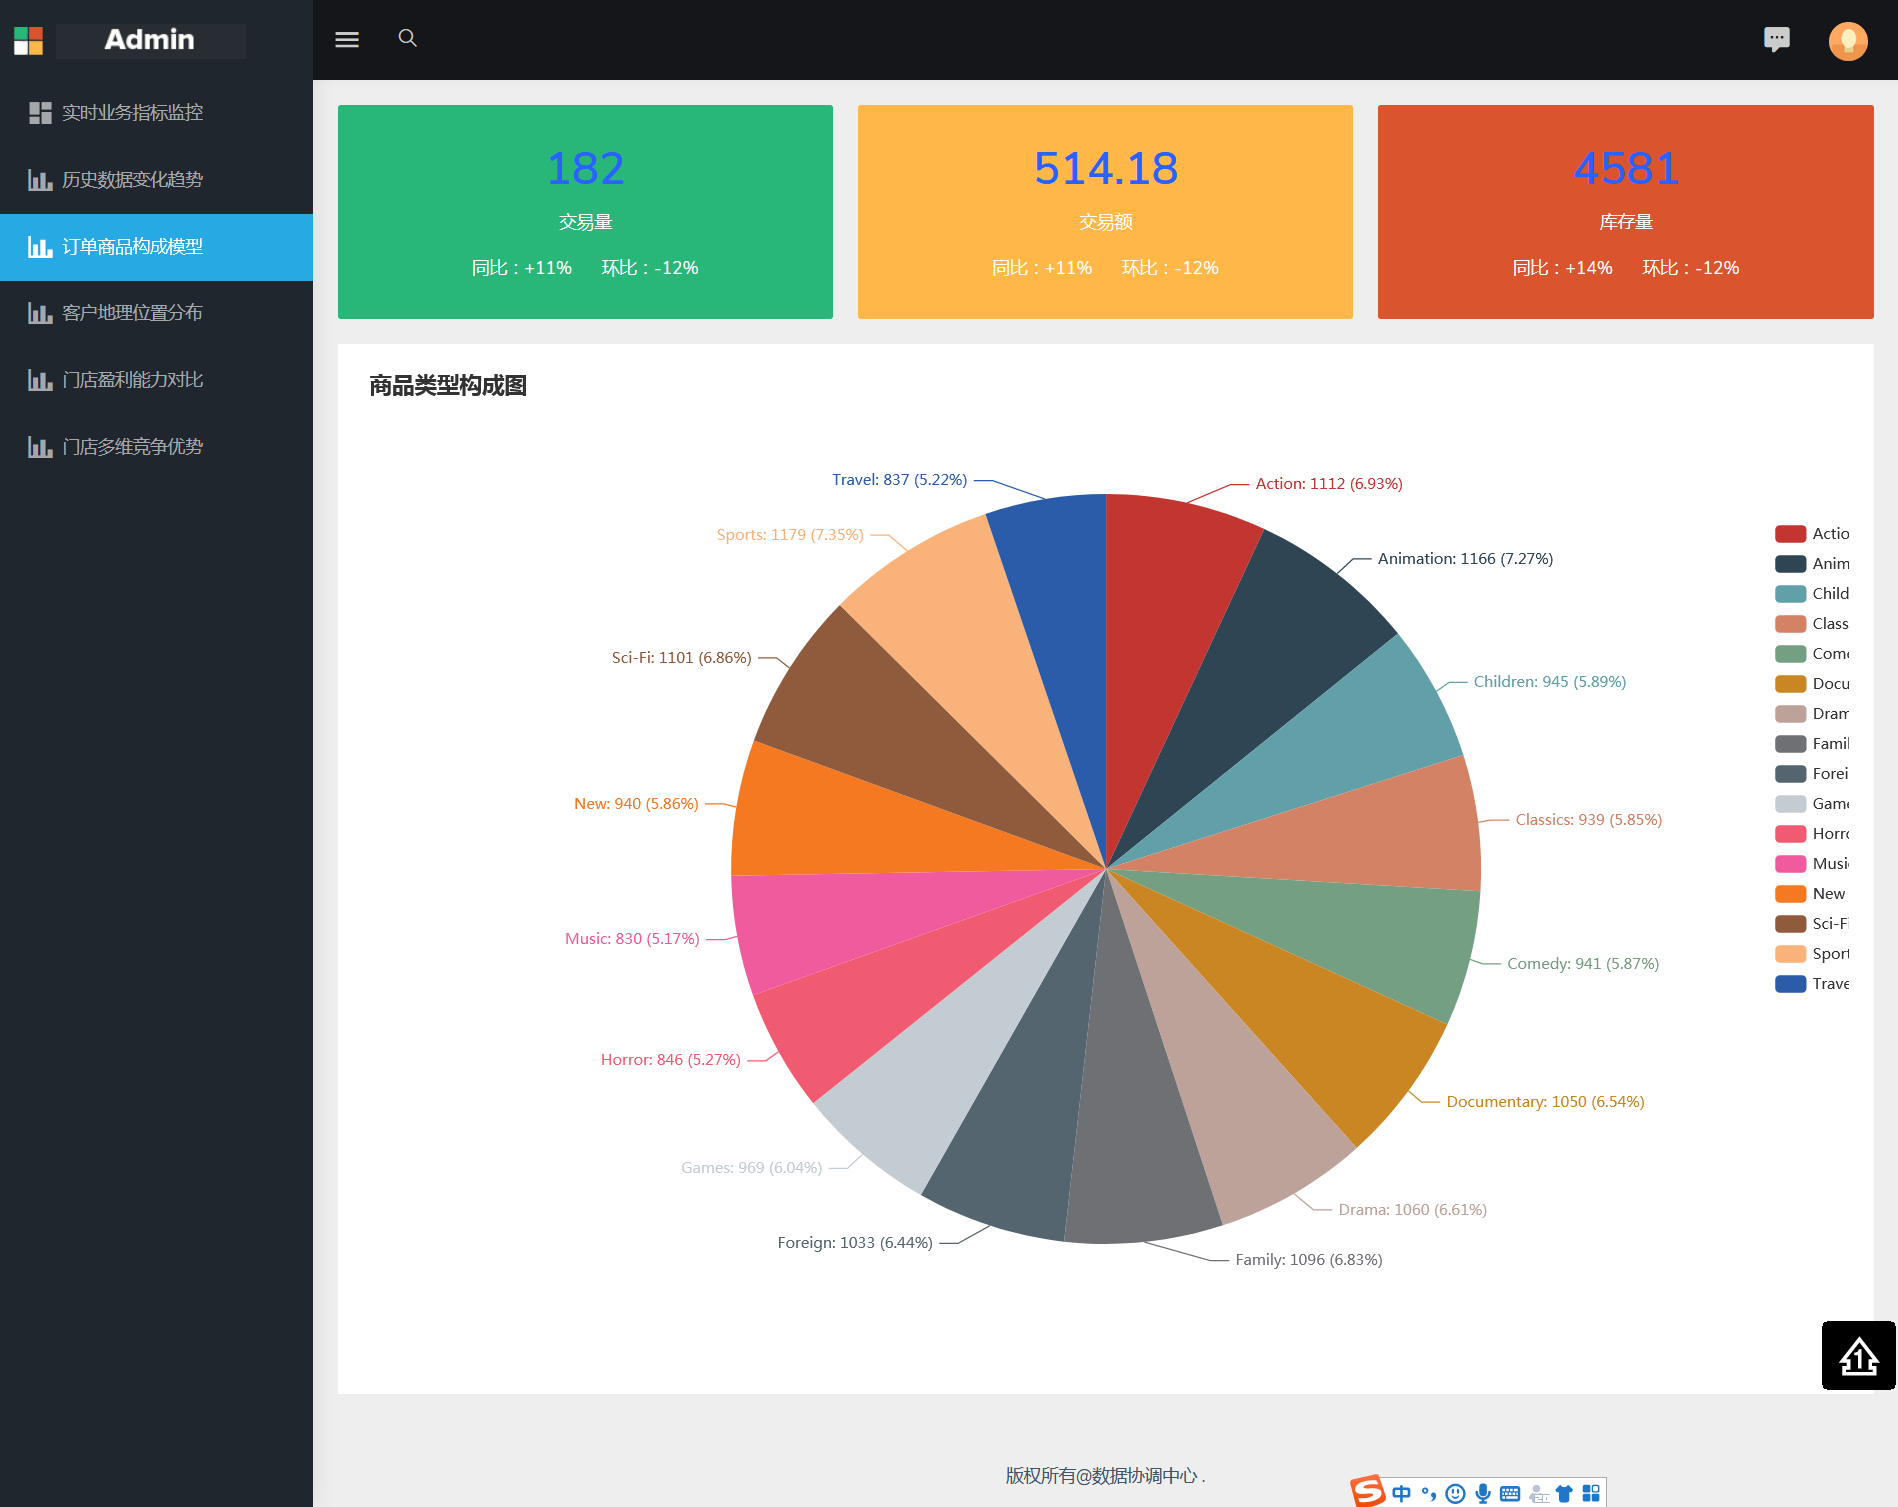 Admin
实时业务指标监控
历史数据变化趋势
订单商品构成模型
客户地理位置分布
门店盈利能力对比
门店多维竞争优势
182
交易量
同比：+11% 环比：-12%
514.18
交易额
同比：+11% 环比：-12%
4581
库存量
同比：+14% 环比：-12%
商品类型构成图
Travel: 837 (5.22%)
Action: 1112 (6.93%)
Sports: 1179 (7.35%)
Animation: 1166 (7.27%)
Sci-Fi: 1101 (6.86%)
Children: 945 (5.89%)
New: 940 (5.86%)
Classics: 939 (5.85%)
Music: 830 (5.17%)
Comedy: 941 (5.87%)
Horror: 846 (5.27%)
Documentary: 1050 (6.54%)
Games: 969 (6.04%)
Drama: 1060 (6.61%)
Foreign: 1033 (6.44%)
Family: 1096 (6.83%)
Actio
Anim
Child
Class
Come
Docu
Dram
Famil
Forei
Game
Horro
Musi
New
Sci-Fi
Sport
Trave
版权所有@数据协调中心 .
中